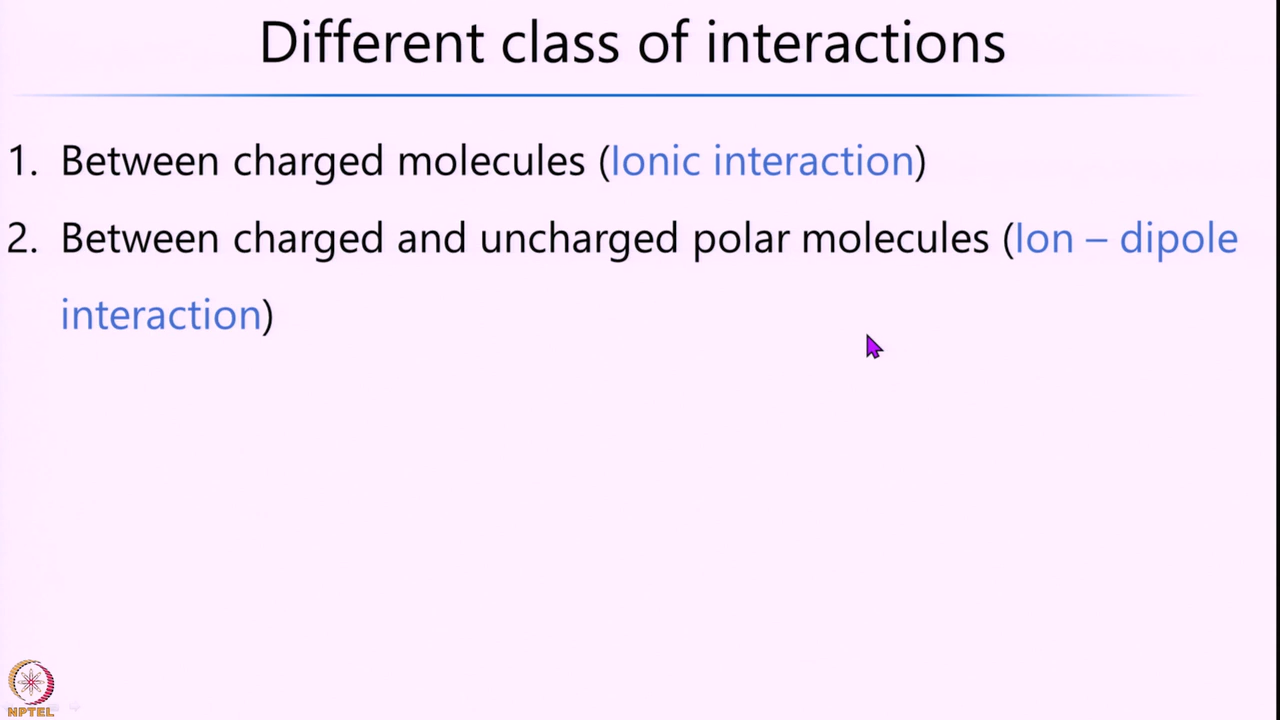 Different class of interactions
1. Between charged molecules (Ionic interaction)
2. Between charged and uncharged polar molecules (Ion – dipole
interaction)
NPTEL